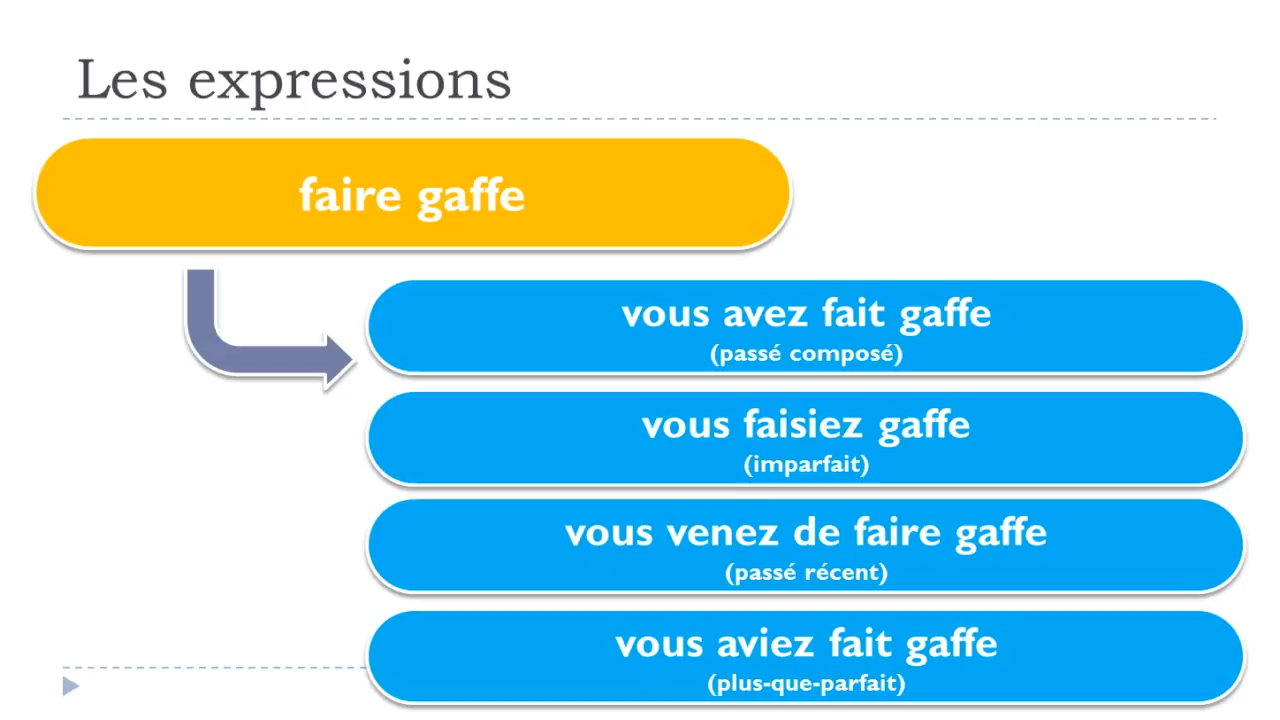 Les expressions
faire gaffe
vous avez fait gaffe
(passé composé)
vous faisiez gaffe
(imparfait)
vous venez de faire gaffe
(passé récent)
vous aviez fait gaffe
(plus-que-parfait)